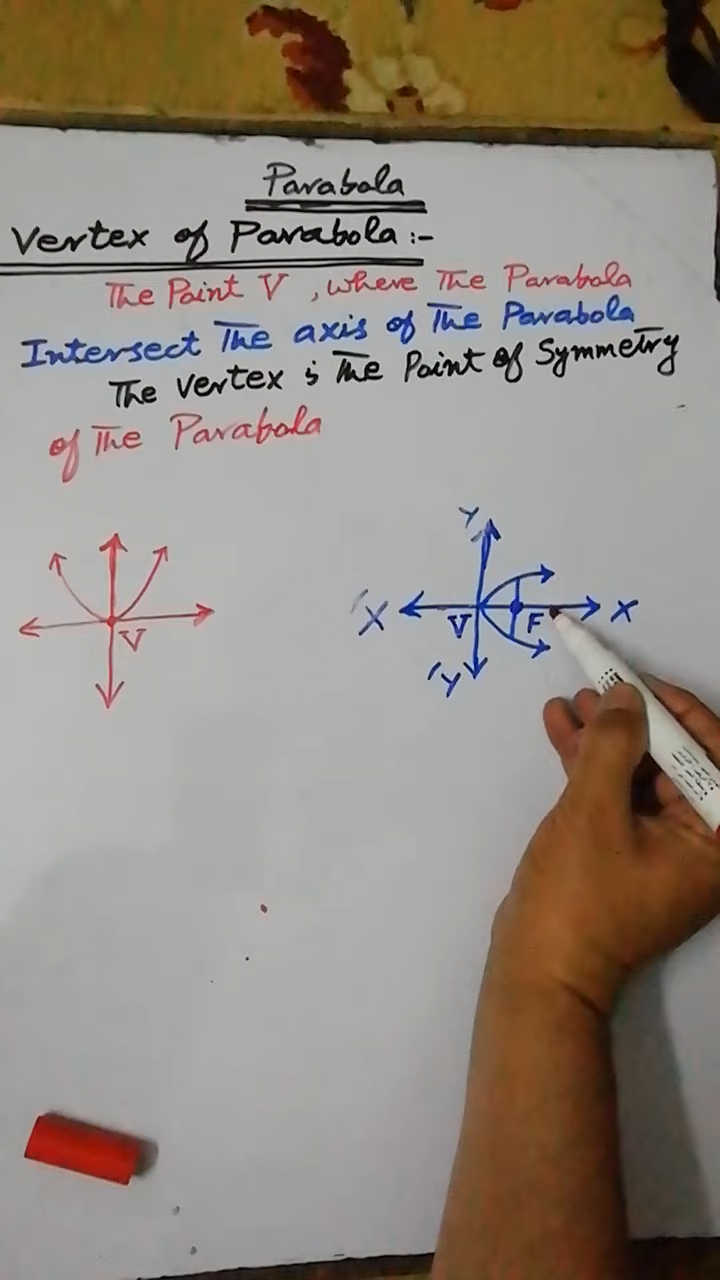 Parabola
Vertex of Parabola :-
The Point V , where The Parabola
Intersect The axis of The Parabola
The vertex is The Point of Symmetry
of The Parabola
V
Y
'X V F X
'Y